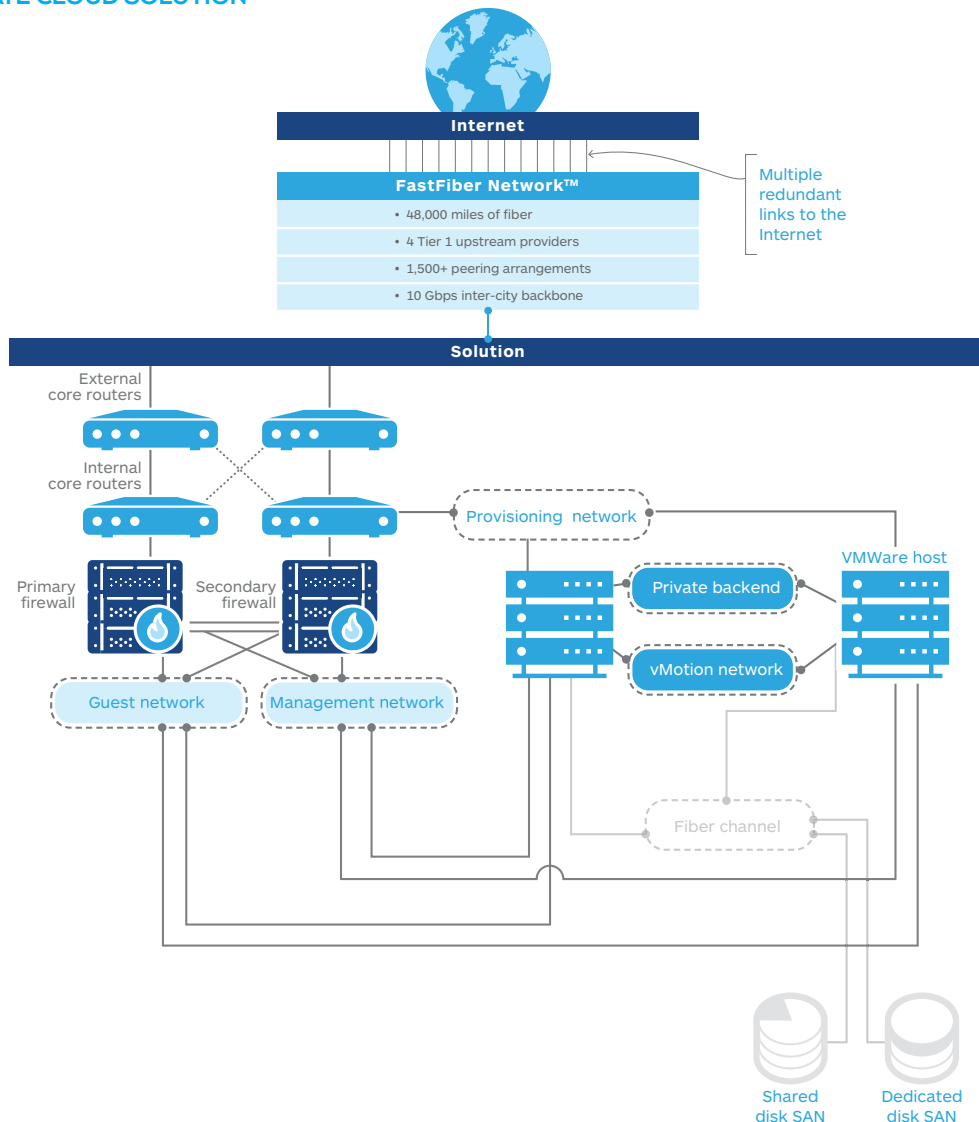 ATE CLOUD SOLUTION
Internet
FastFiber Network™
• 48,000 miles of fiber
• 4 Tier 1 upstream providers
• 1,500+ peering arrangements
• 10 Gbps inter-city backbone
Multiple
redundant
links to the
Internet
Solution
External
core routers
Internal
core routers
Provisioning network
VMWare host
Primary
firewall
Secondary
firewall
Private backend
vMotion network
Guest network
Management network
Fiber channel
Shared
disk SAN
Dedicated
disk SAN